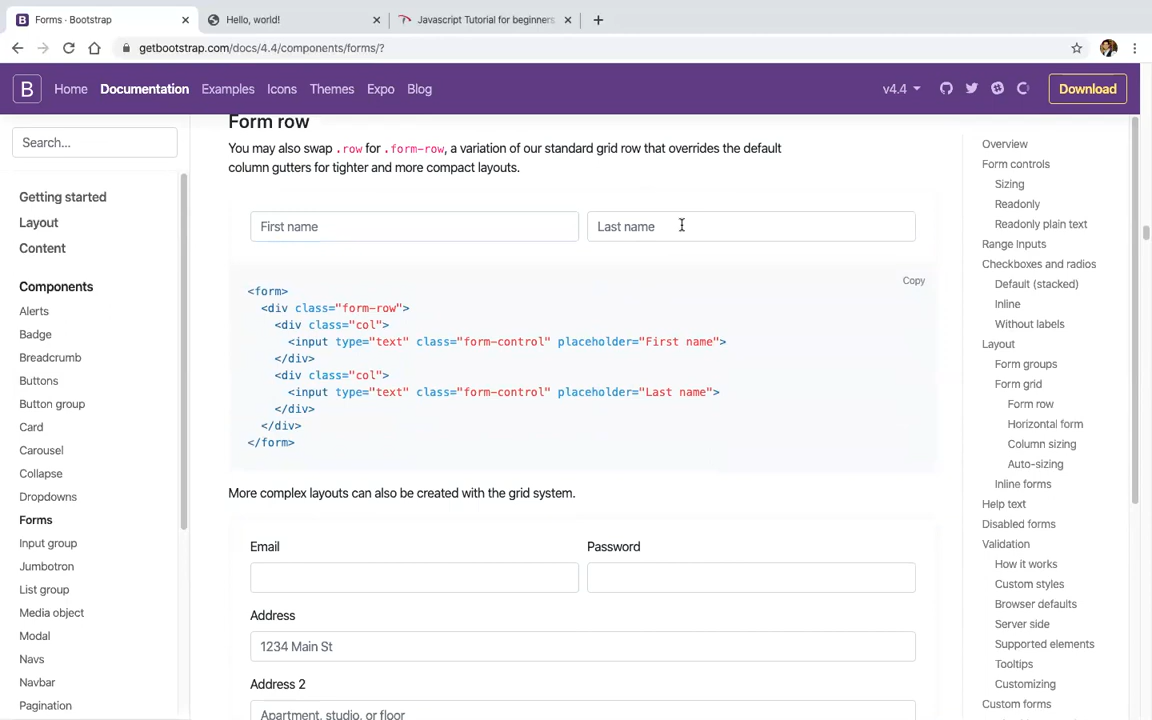 Forms · Bootstrap
Hello, world!
Javascript Tutorial for beginners
getbootstrap.com/docs/4.4/components/forms/?
B
Home
Documentation
Examples
Icons
Themes
Expo
Blog
v4.4
Download
Search...
Getting started
Layout
Content
Components
Alerts
Badge
Breadcrumb
Buttons
Button group
Card
Carousel
Collapse
Dropdowns
Forms
Input group
Jumbotron
List group
Media object
Modal
Navs
Navbar
Pagination
Form row
You may also swap .row for .form-row, a variation of our standard grid row that overrides the default
column gutters for tighter and more compact layouts.
First name
Last name
Copy
<form>
  <div class="form-row">
    <div class="col">
      <input type="text" class="form-control" placeholder="First name">
    </div>
    <div class="col">
      <input type="text" class="form-control" placeholder="Last name">
    </div>
  </div>
</form>
More complex layouts can also be created with the grid system.
Email
Password
Address
1234 Main St
Address 2
Apartment, studio, or floor
Overview
Form controls
Sizing
Readonly
Readonly plain text
Range Inputs
Checkboxes and radios
Default (stacked)
Inline
Without labels
Layout
Form groups
Form grid
Form row
Horizontal form
Column sizing
Auto-sizing
Inline forms
Help text
Disabled forms
Validation
How it works
Custom styles
Browser defaults
Server side
Supported elements
Tooltips
Customizing
Custom forms